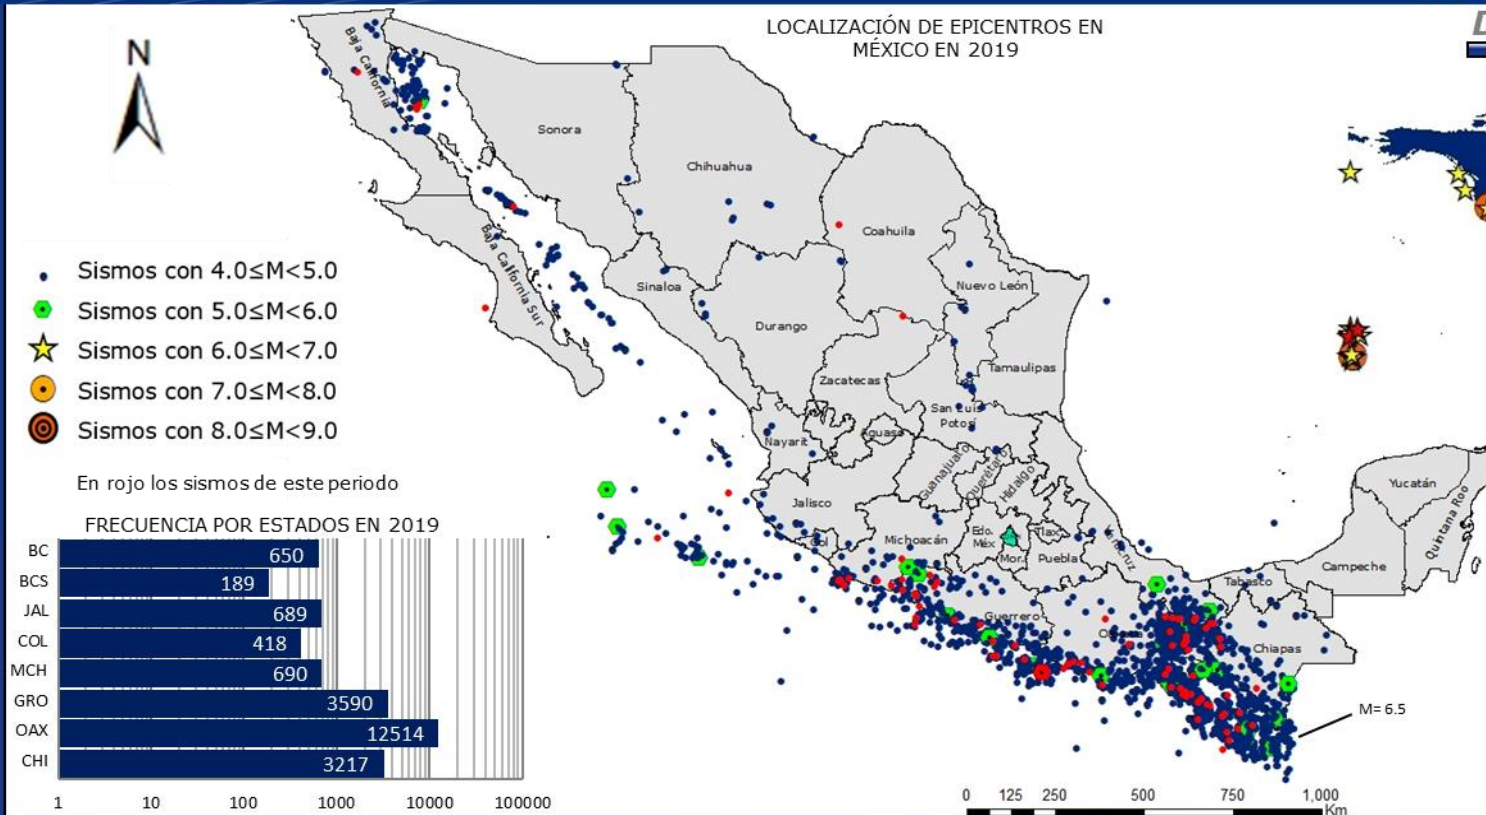 LOCALIZACIÓN DE EPICENTROS EN
MÉXICO EN 2019
D
N
Baja California
Sonora
Chihuahua
Coahuila
Baja California Sur
Sinaloa
Nuevo León
Durango
Tamaulipas
Zacatecas
San Luis
Potosí
Nayarit
Aguasc
Guanajuato
Querétaro
Hidalgo
Jalisco
Yucatán
Quintana Roo
Col
Michoacán
Edo.
Méx
Tlax
Mor.
Puebla
Veracruz
Campeche
Tabasco
Guerrero
Chiapas
M= 6.5
Sismos con 4.0≤M<5.0
Sismos con 5.0≤M<6.0
Sismos con 6.0≤M<7.0
Sismos con 7.0≤M<8.0
Sismos con 8.0≤M<9.0
En rojo los sismos de este periodo
FRECUENCIA POR ESTADOS EN 2019
BC 650
BCS 189
JAL 689
COL 418
MCH 690
GRO 3590
OAX 12514
CHI 3217
1 10 100 1000 10000 100000
0 125 250 500 750 1,000
Km